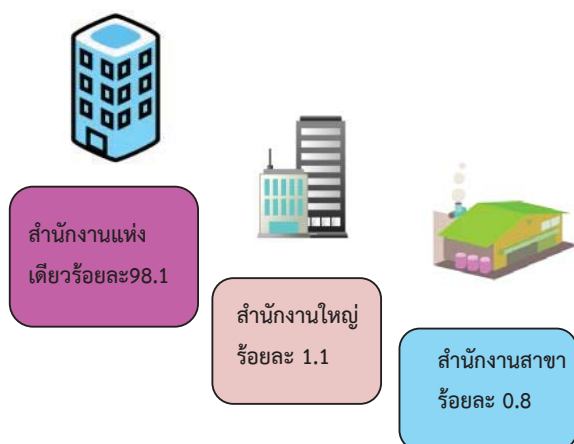 สำนักงานแห่ง
เดียวร้อยละ98.1
สำนักงานใหญ่
ร้อยละ 1.1
สำนักงานสาขา
ร้อยละ 0.8